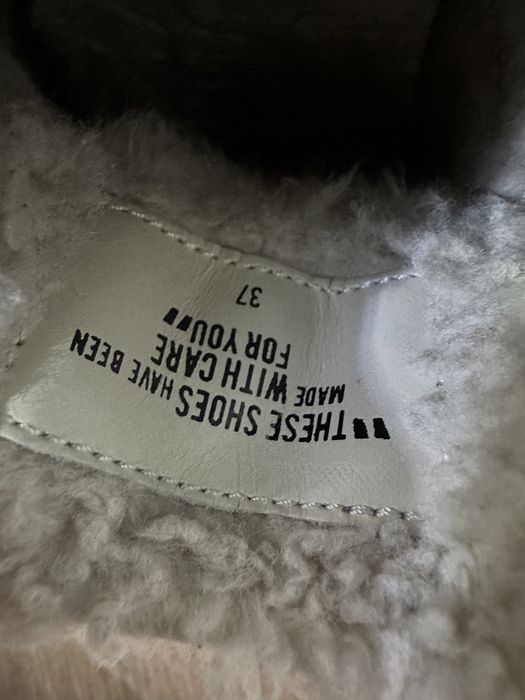 "THESE SHOES HAVE BEEN
MADE WITH CARE
FOR YOU"
37